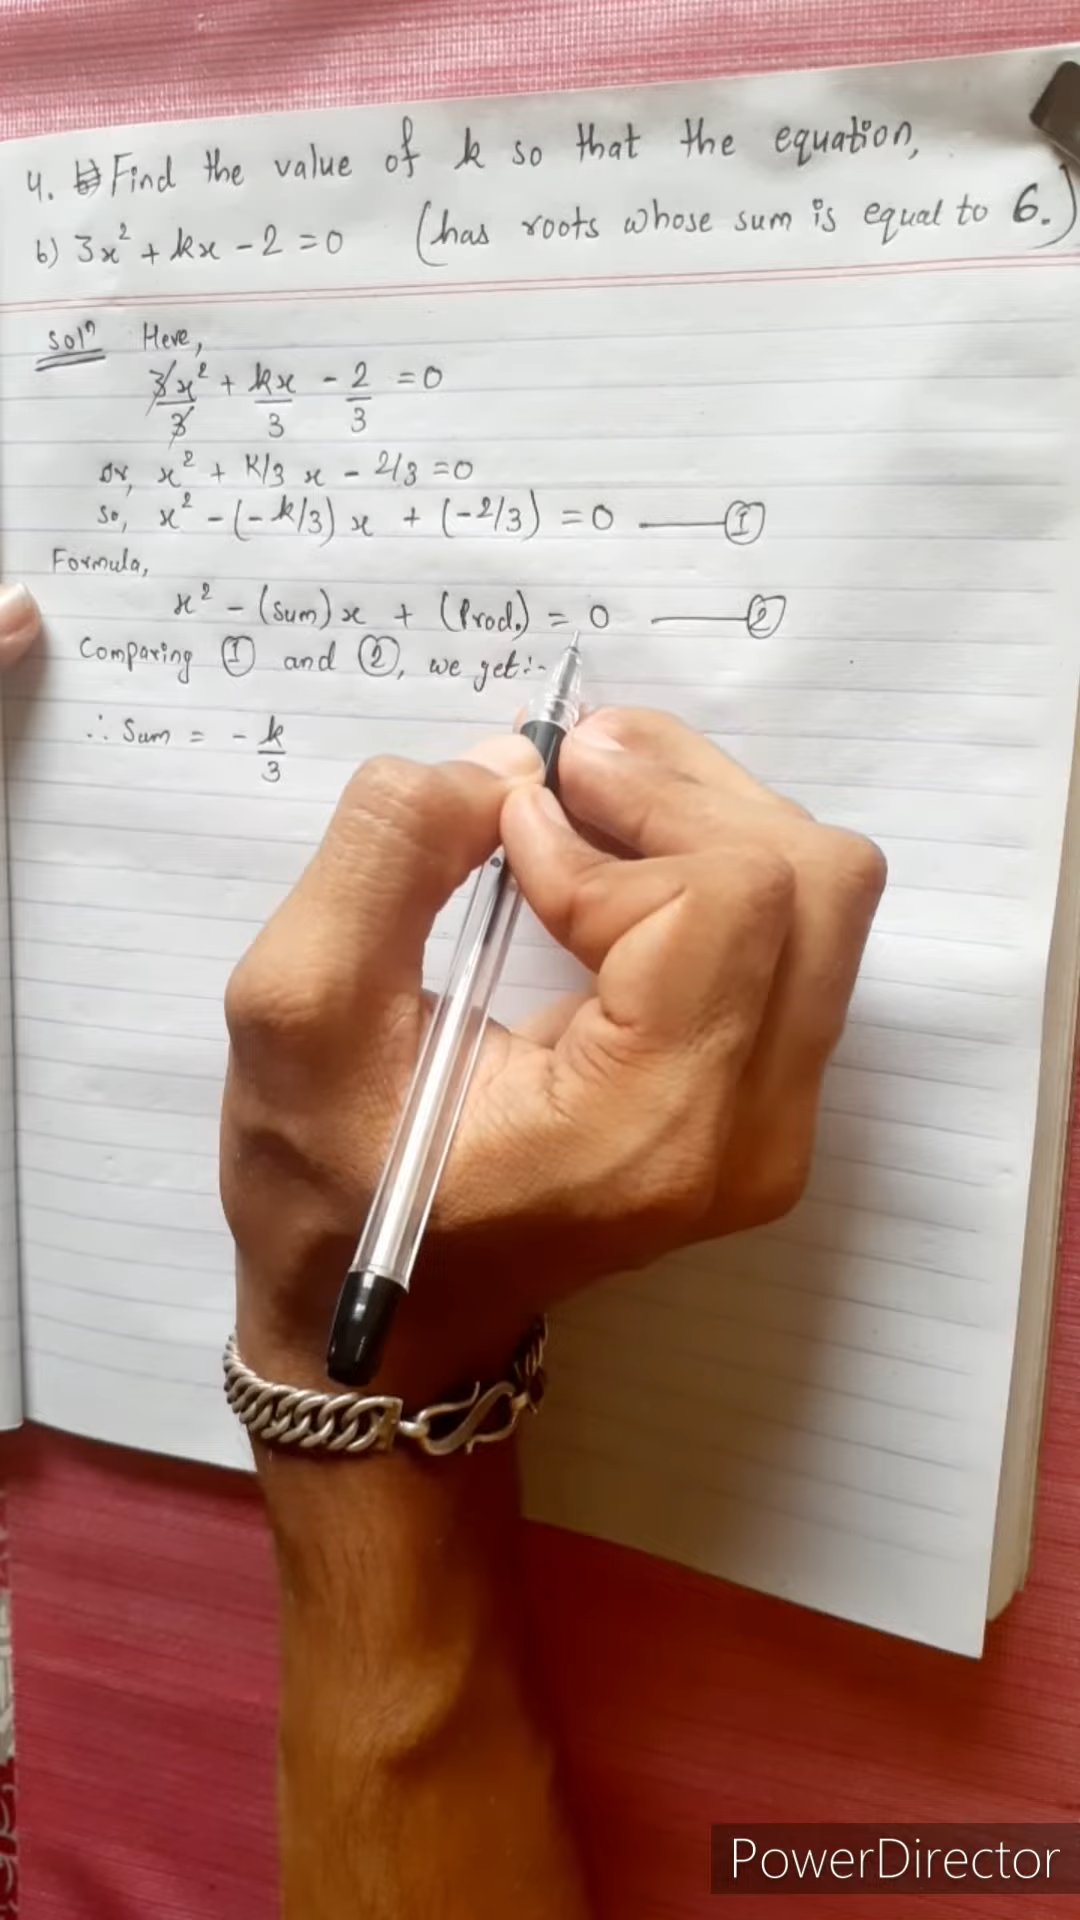 4. Find the value of k so that the equation,
b) 3x² + kx - 2 = 0 (has roots whose sum is equal to 6.)
Solⁿ Here,
3x²/3 + kx/3 - 2/3 = 0
or, x² + K/3 x - 2/3 = 0
So, x² - (-k/3) x + (-2/3) = 0 —— ①
Formula,
x² - (Sum) x + (Prod.) = 0 —— ②
Comparing ① and ②, we get:-
∴ Sum = - k/3
PowerDirector